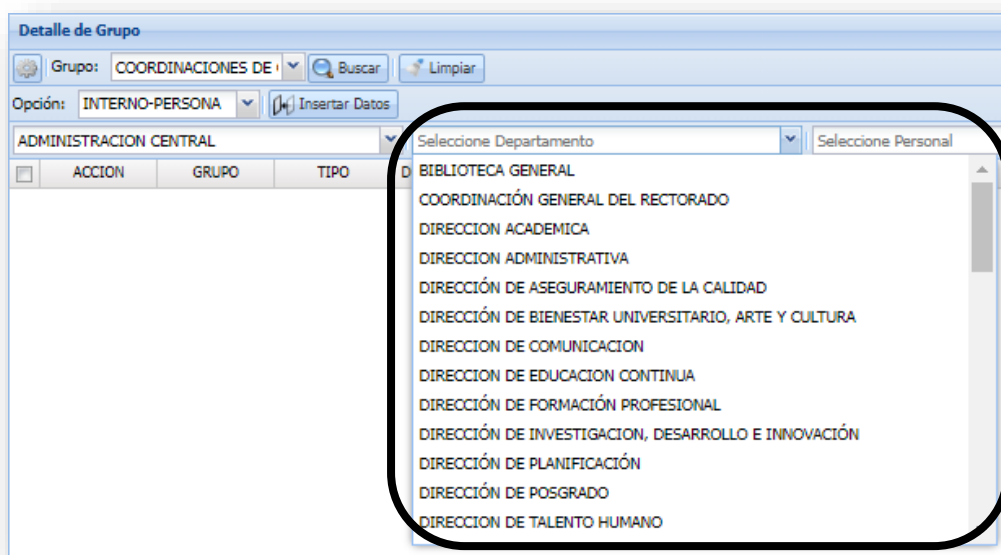 Detalle de Grupo
Grupo: COORDINACIONES DE Buscar Limpiar
Opción: INTERNO-PERSONA Insertar Datos
ADMINISTRACION CENTRAL Seleccione Departamento Seleccione Personal
ACCION GRUPO TIPO D
BIBLIOTECA GENERAL
COORDINACIÓN GENERAL DEL RECTORADO
DIRECCION ACADEMICA
DIRECCION ADMINISTRATIVA
DIRECCIÓN DE ASEGURAMIENTO DE LA CALIDAD
DIRECCIÓN DE BIENESTAR UNIVERSITARIO, ARTE Y CULTURA
DIRECCION DE COMUNICACION
DIRECCION DE EDUCACION CONTINUA
DIRECCIÓN DE FORMACIÓN PROFESIONAL
DIRECCIÓN DE INVESTIGACION, DESARROLLO E INNOVACIÓN
DIRECCIÓN DE PLANIFICACIÓN
DIRECCIÓN DE POSGRADO
DIRECCION DE TALENTO HUMANO